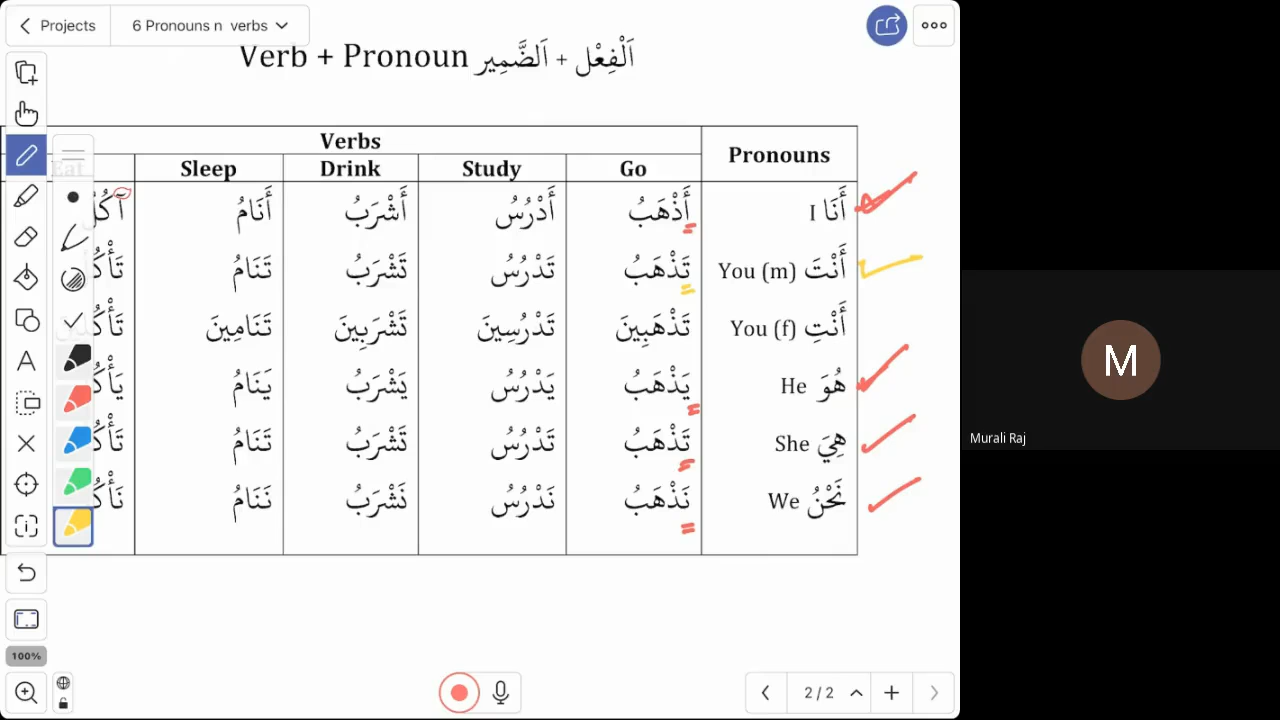 Projects
6 Pronouns n verbs
Verb + Pronoun اَلْفِعْل + اَلضَّمِير
Verbs
Pronouns
Eat
Sleep
Drink
Study
Go
أَنَامُ
أَشْرَبُ
أَدْرُسُ
أَذْهَبُ
I أَنَا
تَنَامُ
تَشْرَبُ
تَدْرُسُ
تَذْهَبُ
You (m) أَنْتَ
تَنَامِينَ
تَشْرَبِينَ
تَدْرُسِينَ
تَذْهَبِينَ
You (f) أَنْتِ
يَنَامُ
يَشْرَبُ
يَدْرُسُ
يَذْهَبُ
He هُوَ
تَنَامُ
تَشْرَبُ
تَدْرُسُ
تَذْهَبُ
She هِيَ
نَنَامُ
نَشْرَبُ
نَدْرُسُ
نَذْهَبُ
We نَحْنُ
100%
2/2
M
Murali Raj